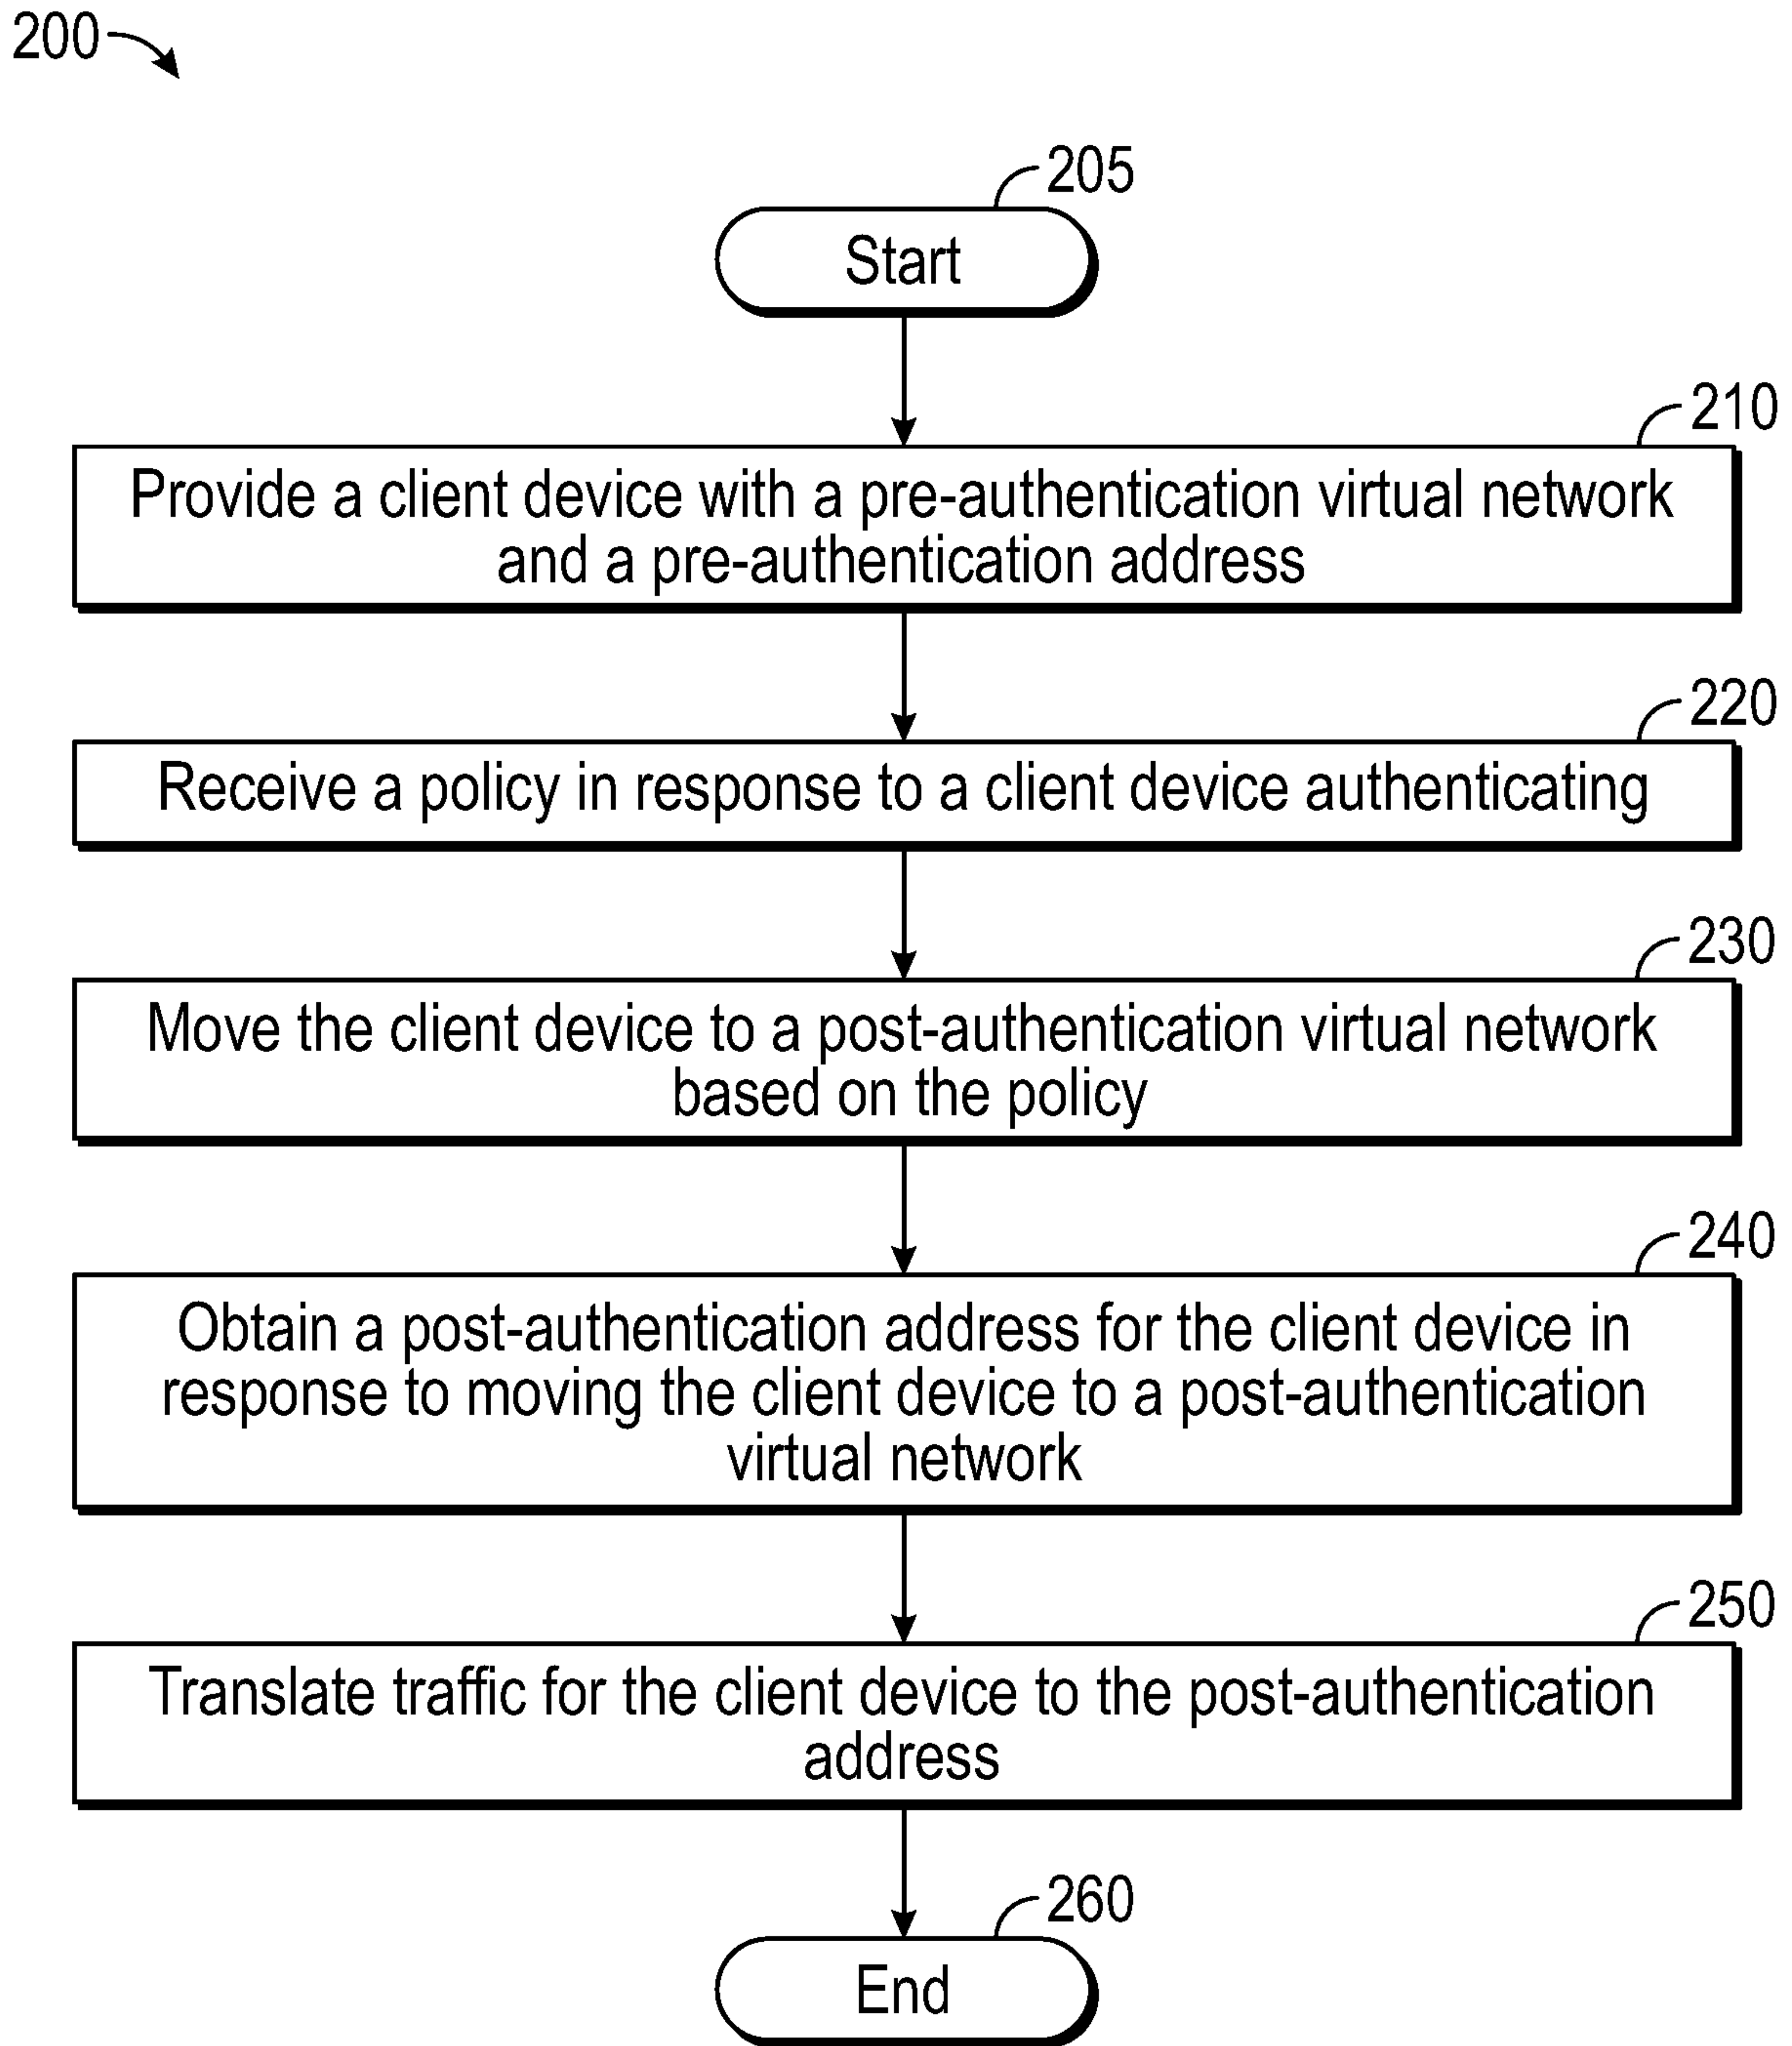 200
205
Start
210
Provide a client device with a pre-authentication virtual network
and a pre-authentication address
220
Receive a policy in response to a client device authenticating
230
Move the client device to a post-authentication virtual network
based on the policy
240
Obtain a post-authentication address for the client device in
response to moving the client device to a post-authentication
virtual network
250
Translate traffic for the client device to the post-authentication
address
260
End